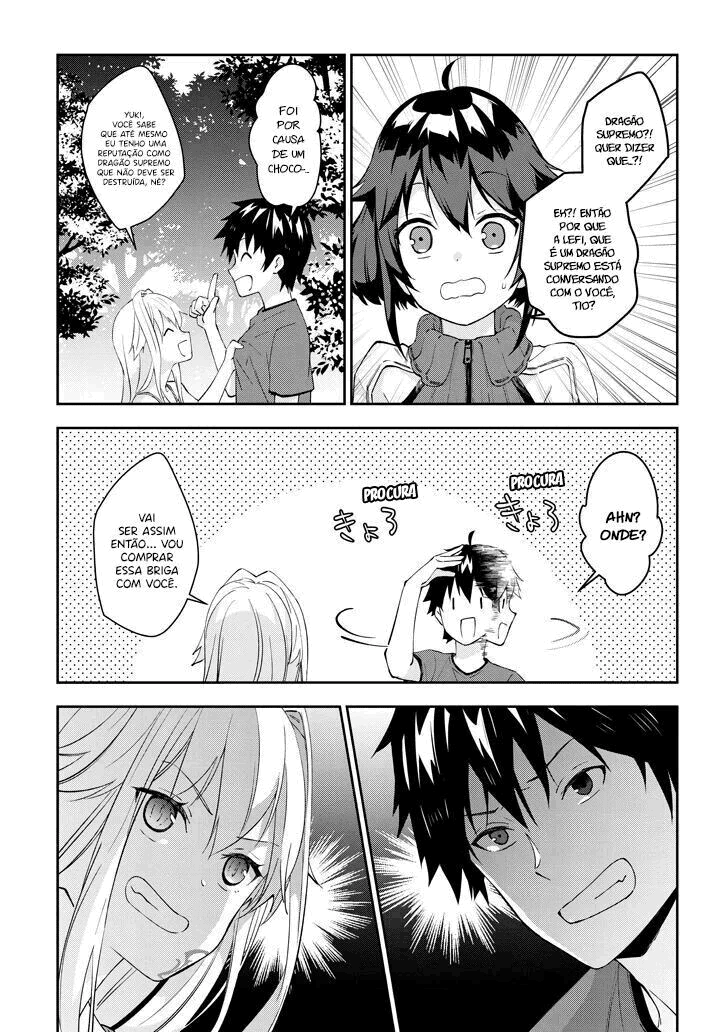 DRAGÃO
SUPREMO?!
QUER DIZER
QUE..?!
EH?! ENTÃO
POR QUE
A LEFI, QUE
É UM DRAGÃO
SUPREMO ESTÁ
CONVERSANDO
COM O VOCÊ,
TIO?
FOI
POR
CAUSA
DE UM
CHOCO-..
YUKI,
VOCÊ SABE
QUE ATÉ MESMO
EU TENHO UMA
REPUTAÇÃO COMO
DRAGÃO SUPREMO
QUE NÃO DEVE SER
DESTRUÍDA, NÉ?
AHN?
ONDE?
PROCURA
きょろ
PROCURA
きょろ
VAI
SER ASSIM
ENTÃO... VOU
COMPRAR
ESSA BRIGA
COM VOCÊ.